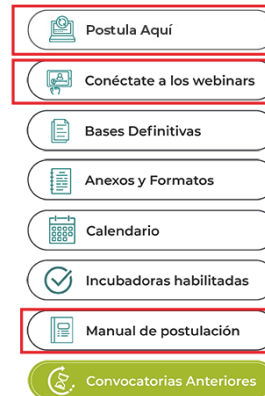 Postula Aquí
Conéctate a los webinars
Bases Definitivas
Anexos y Formatos
Calendario
Incubadoras habilitadas
Manual de postulación
Convocatorias Anteriores